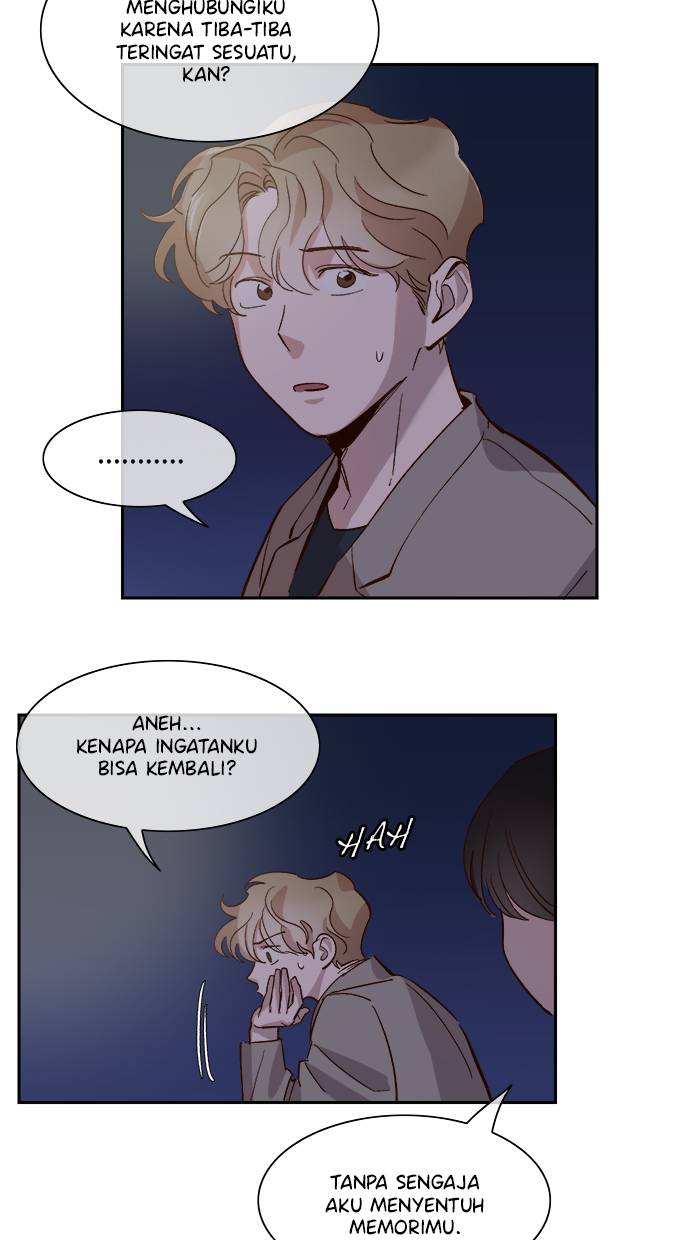 MENGHUBUNGIKU
KARENA TIBA-TIBA
TERINGAT SESUATU,
KAN?
...........
ANEH...
KENAPA INGATANKU
BISA KEMBALI?
HAH
TANPA SENGAJA
AKU MENYENTUH
MEMORIMU.